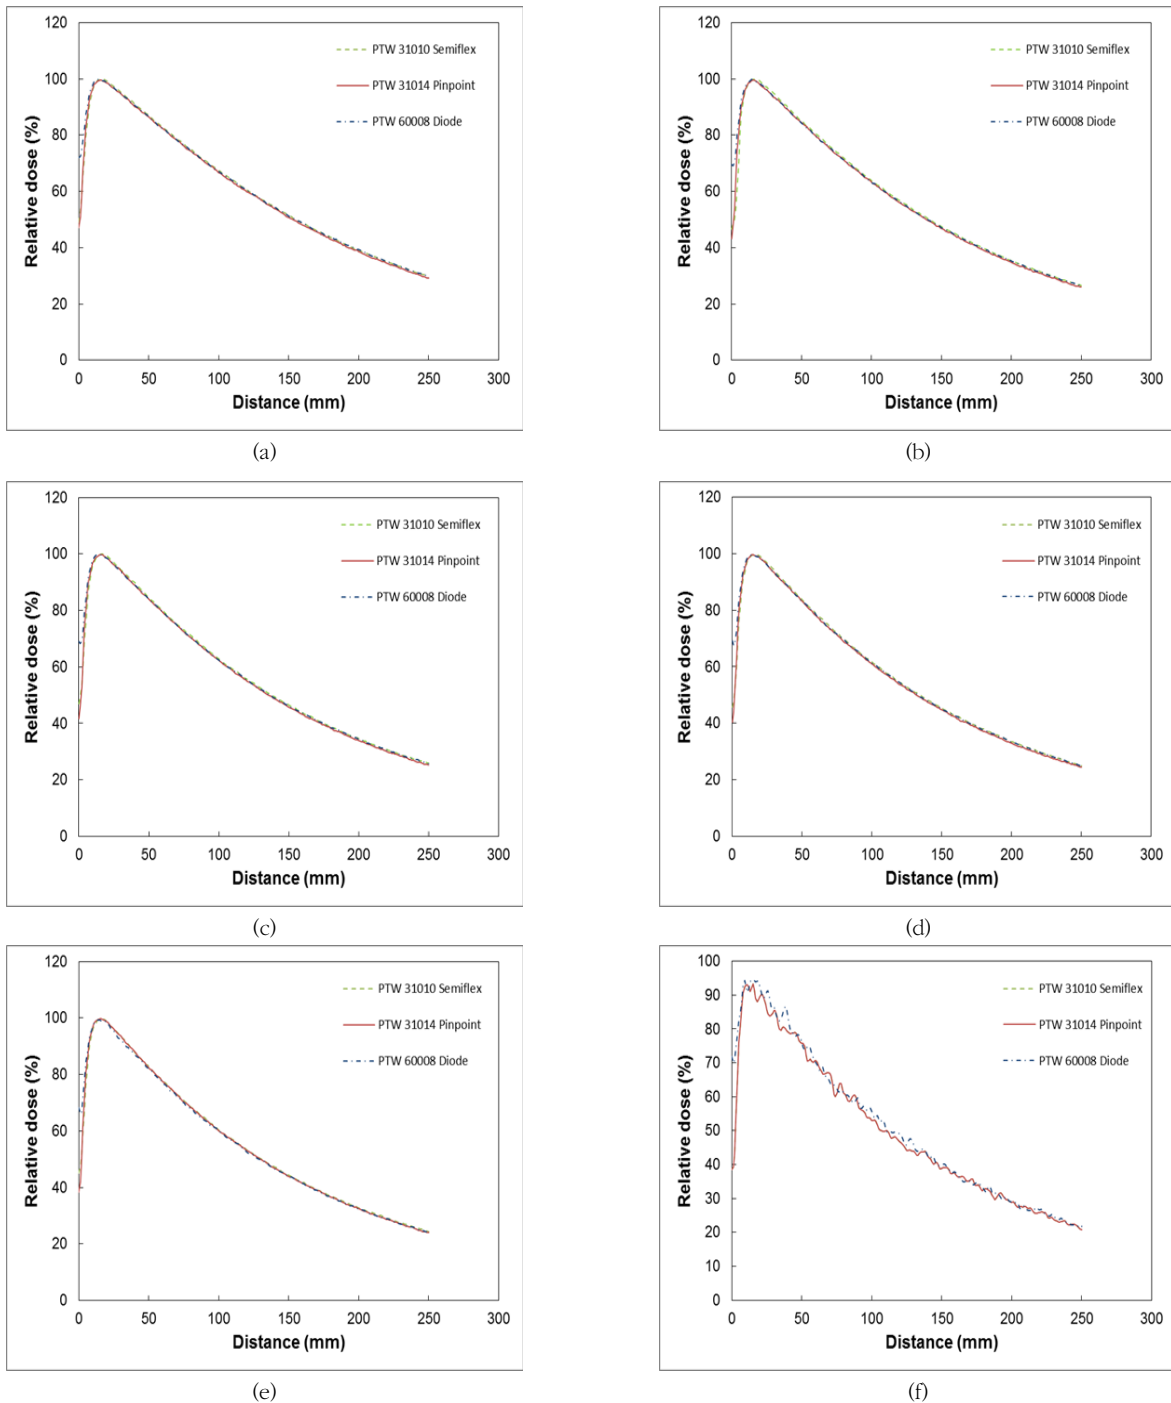 120
100
80
60
40
20
0
Relative dose (%)
PTW 31010 Semiflex
PTW 31014 Pinpoint
PTW 60008 Diode
0 50 100 150 200 250 300
Distance (mm)
(a)
120
100
80
60
40
20
0
Relative dose (%)
PTW 31010 Semiflex
PTW 31014 Pinpoint
PTW 60008 Diode
0 50 100 150 200 250 300
Distance (mm)
(b)
120
100
80
60
40
20
0
Relative dose (%)
PTW 31010 Semiflex
PTW 31014 Pinpoint
PTW 60008 Diode
0 50 100 150 200 250 300
Distance (mm)
(c)
120
100
80
60
40
20
0
Relative dose (%)
PTW 31010 Semiflex
PTW 31014 Pinpoint
PTW 60008 Diode
0 50 100 150 200 250 300
Distance (mm)
(d)
120
100
80
60
40
20
0
Relative dose (%)
PTW 31010 Semiflex
PTW 31014 Pinpoint
PTW 60008 Diode
0 50 100 150 200 250 300
Distance (mm)
(e)
100
90
80
70
60
50
40
30
20
10
0
Relative dose (%)
PTW 31010 Semiflex
PTW 31014 Pinpoint
PTW 60008 Diode
0 50 100 150 200 250 300
Distance (mm)
(f)